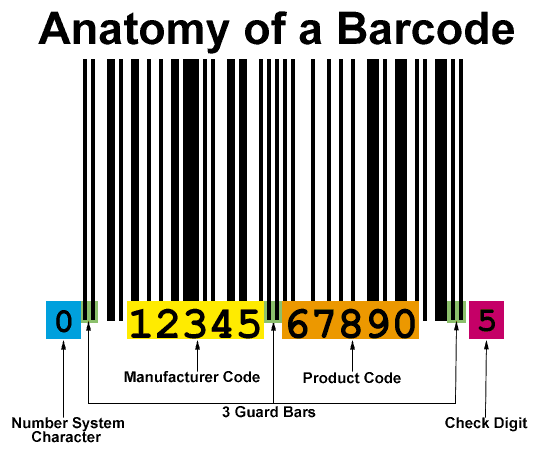 Anatomy of a Barcode
0 12345 67890 5
Manufacturer Code Product Code
3 Guard Bars
Number System Character
Check Digit